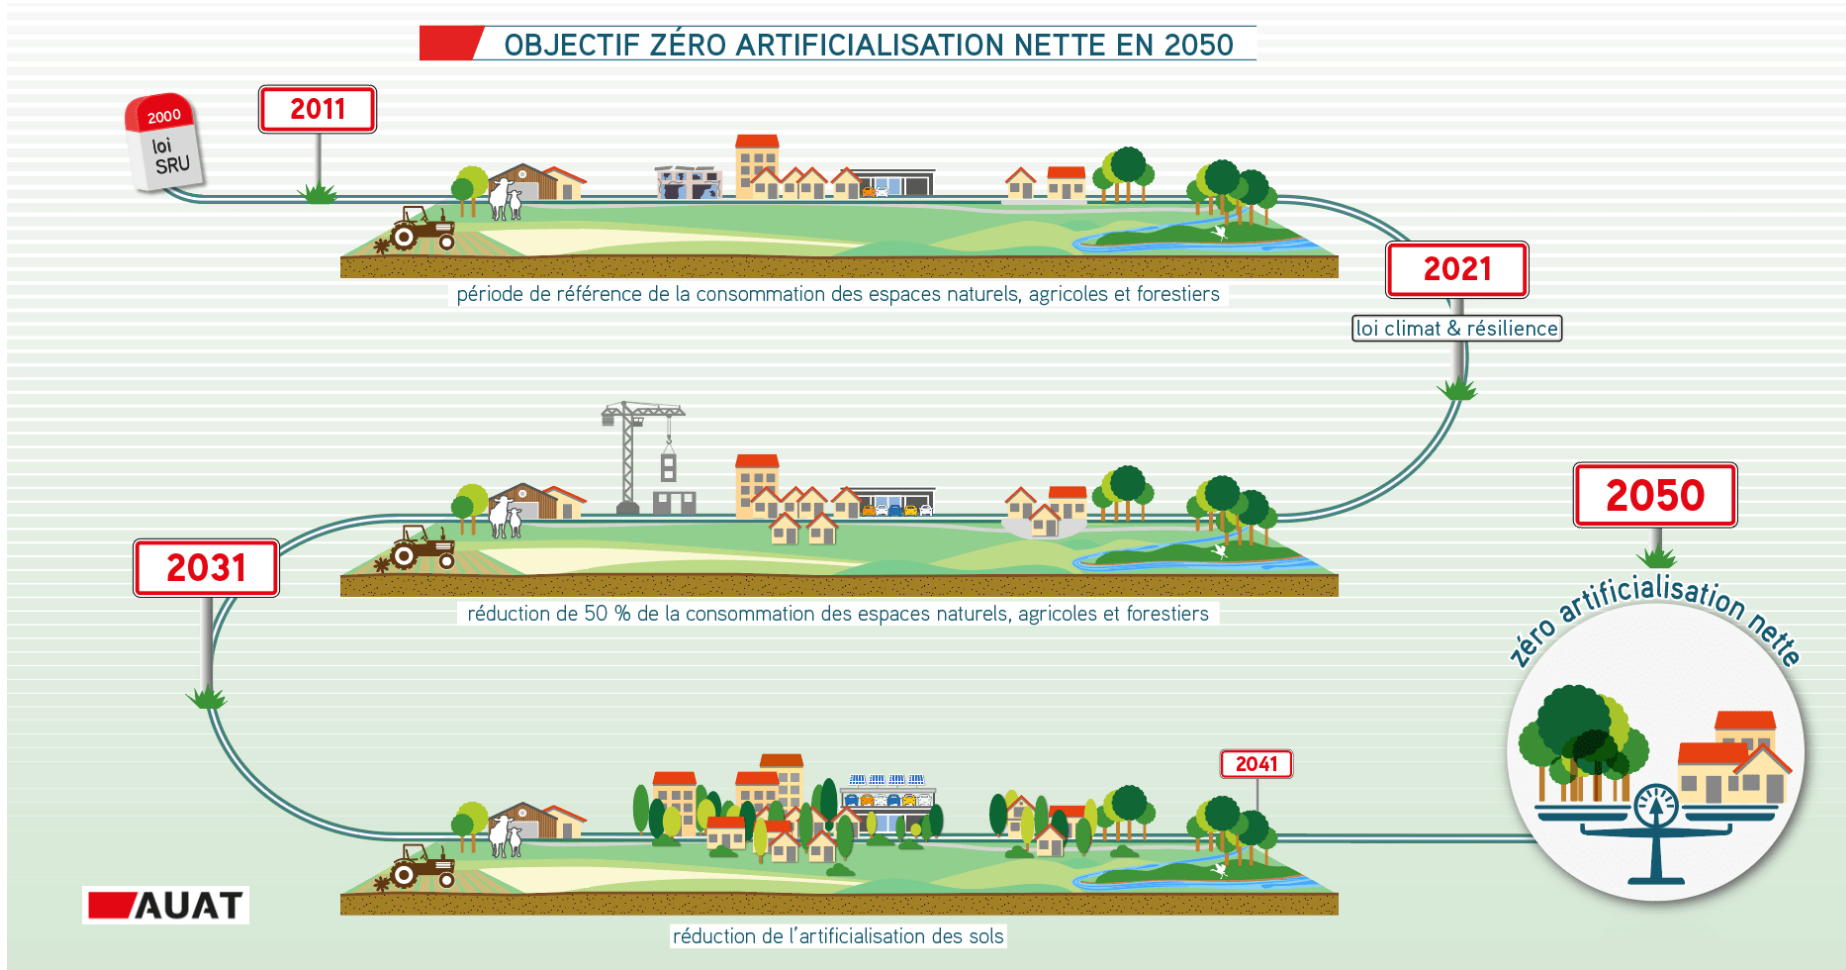 OBJECTIF ZÉRO ARTIFICIALISATION NETTE EN 2050
2000
loi
SRU
2011
période de référence de la consommation des espaces naturels, agricoles et forestiers
2021
loi climat & résilience
réduction de 50 % de la consommation des espaces naturels, agricoles et forestiers
2031
2050
zéro artificialisation nette
2041
réduction de l'artificialisation des sols
AUAT